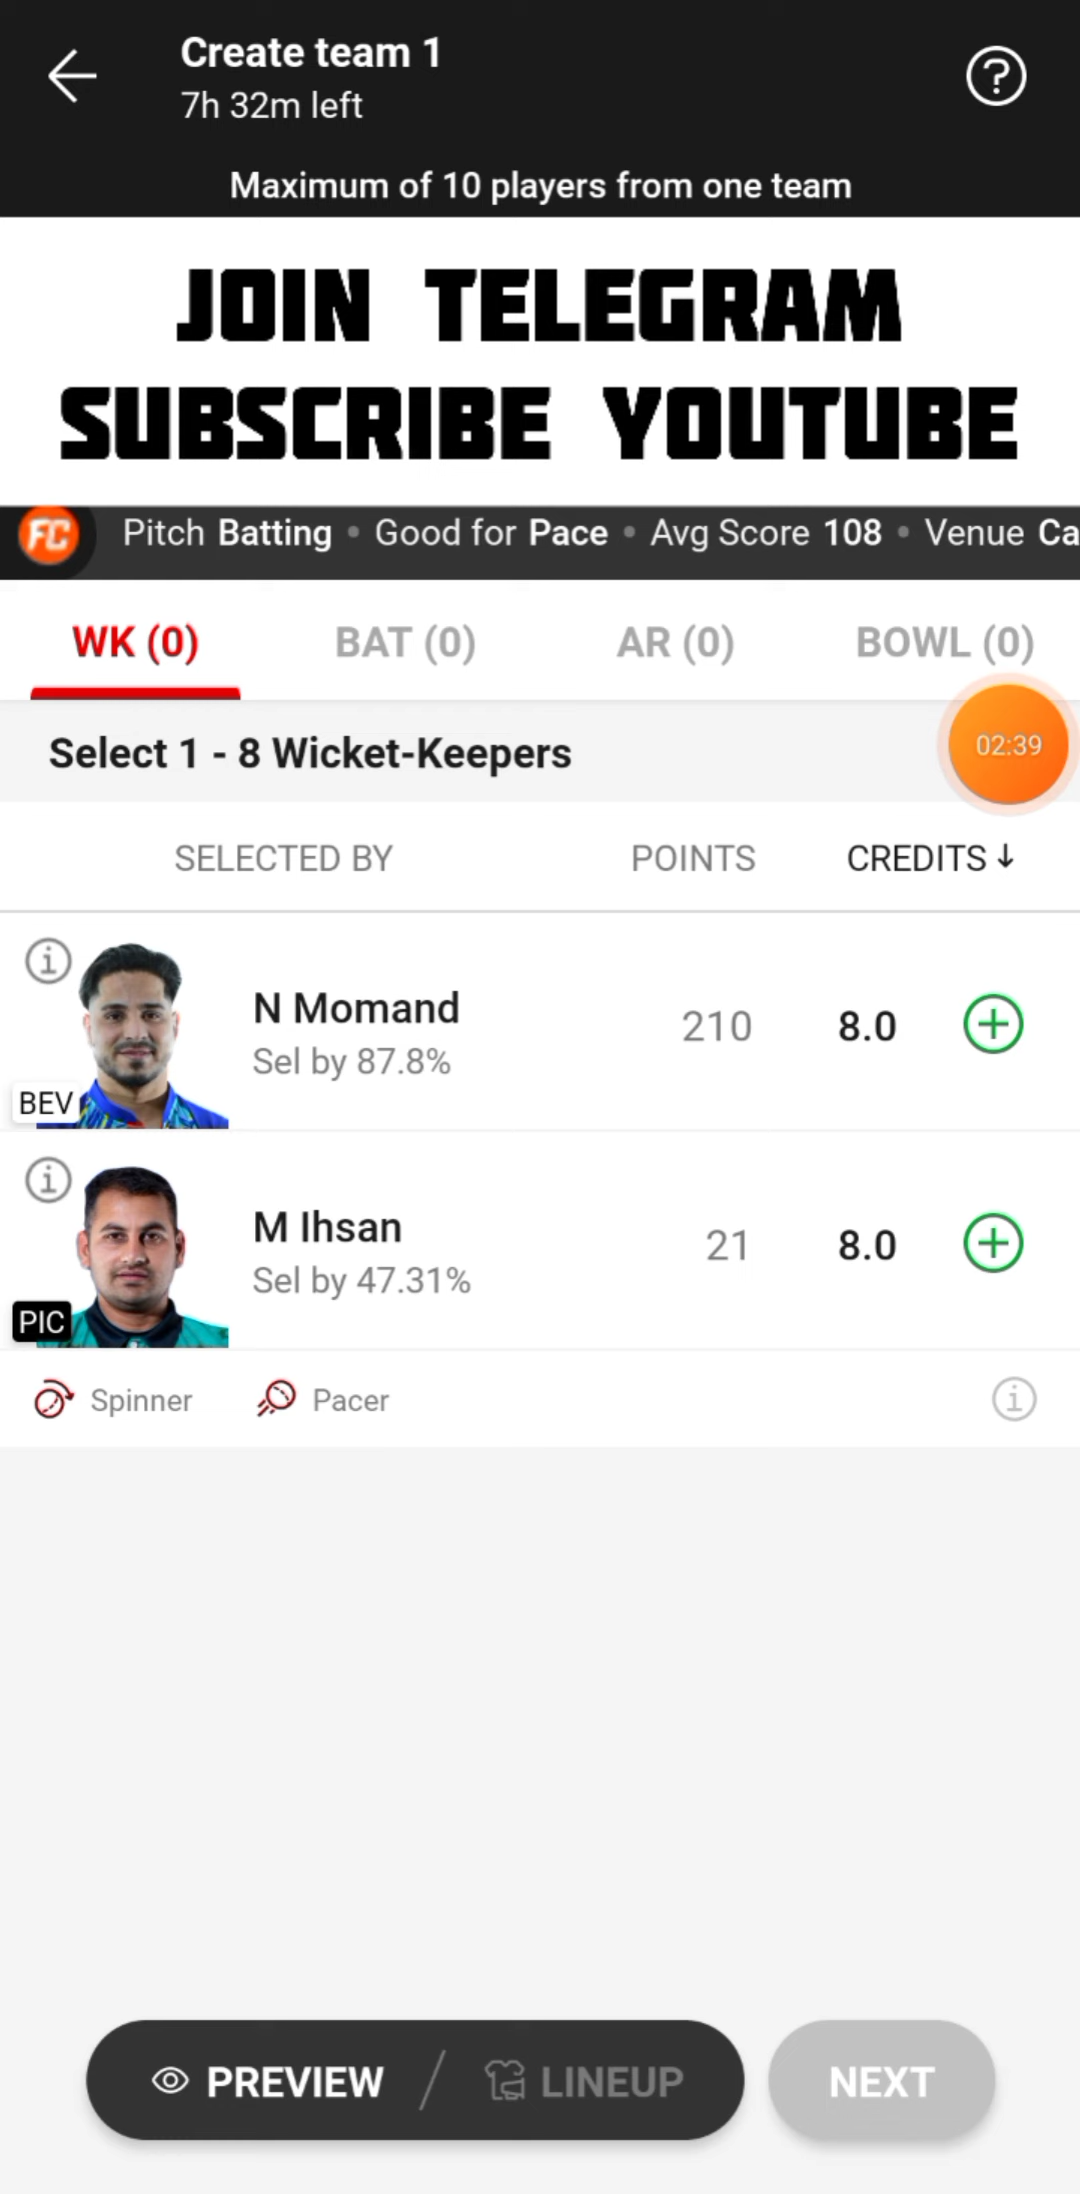 Create team 1
7h 32m left
Maximum of 10 players from one team
JOIN TELEGRAM
SUBSCRIBE YOUTUBE
FC Pitch Batting • Good for Pace • Avg Score 108 • Venue Ca
WK (0) BAT (0) AR (0) BOWL (0)
Select 1 - 8 Wicket-Keepers
02:39
SELECTED BY POINTS CREDITS ↓
N Momand
210 8.0
Sel by 87.8%
BEV
M Ihsan
21 8.0
Sel by 47.31%
PIC
Spinner Pacer
PREVIEW / LINEUP NEXT